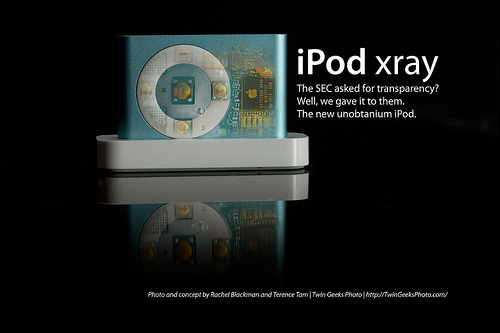 iPod xray
The SEC asked for transparency?
Well, we gave it to them.
The new unobtanium iPod.
Photo and concept by Rachel Blackman and Terence Tam | Twin Geeks Photo | http://TwinGeeksPhoto.com/